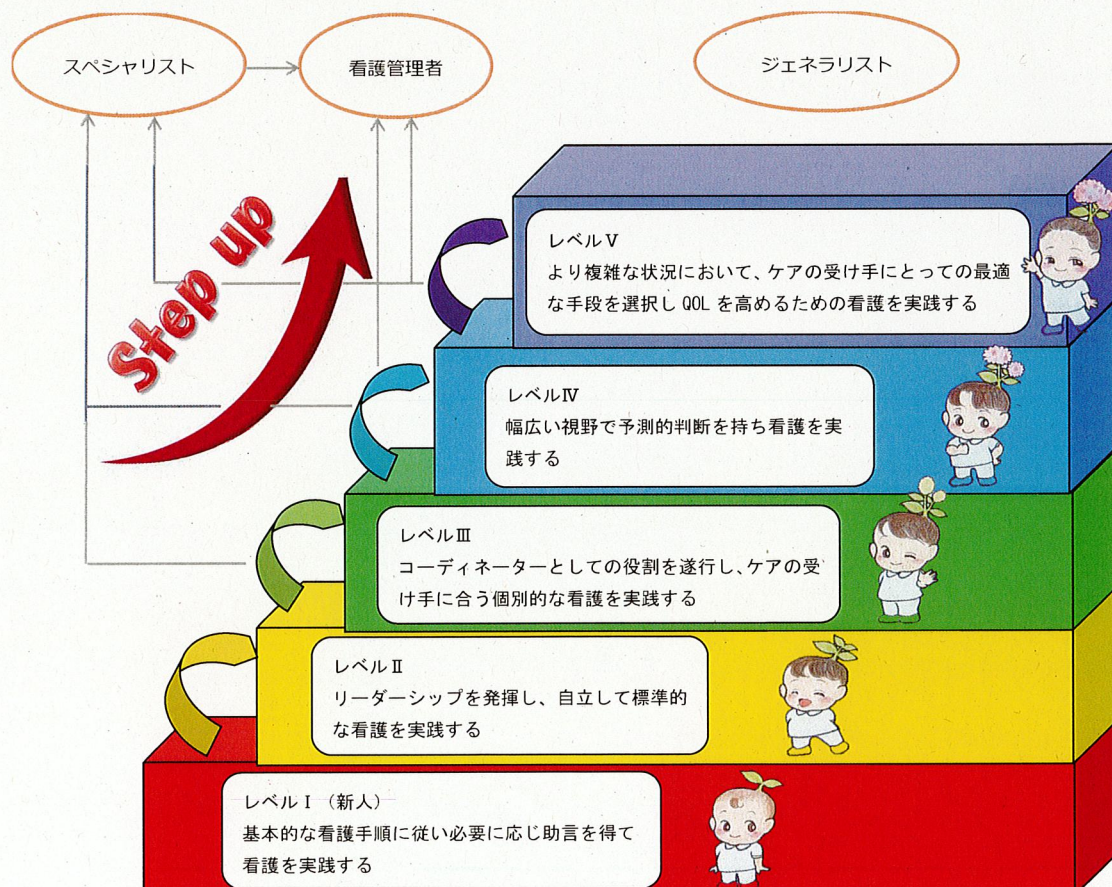 スペシャリスト
看護管理者
ジェネラリスト
Step up
レベルⅤ
より複雑な状況において、ケアの受け手にとっての最適
な手段を選択し QOL を高めるための看護を実践する
レベルⅣ
幅広い視野で予測的判断を持ち看護を実
践する
レベルⅢ
コーディネーターとしての役割を遂行し、ケアの受
け手に合う個別的な看護を実践する
レベルⅡ
リーダーシップを発揮し、自立して標準的
な看護を実践する
レベルⅠ（新人）
基本的な看護手順に従い必要に応じ助言を得て
看護を実践する